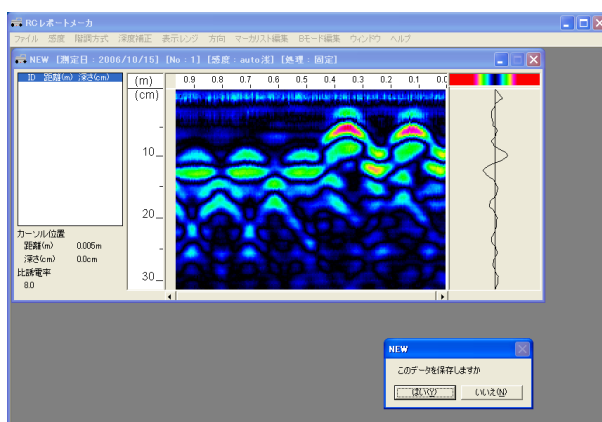 RCレポートメーカ
ファイル 感度 階調方式 深度補正 表示レンジ 方向 マーカリスト編集 Bモード編集 ウィンドウ ヘルプ
NEW [測定日:2006/10/15] [No:1] [感度:auto浅] [処理:固定]
ID 距離(m) 深さ(cm)
(m) 0.9 0.8 0.7 0.6 0.5 0.4 0.3 0.2 0.1 0.0
(cm)
10
20
30
カーソル位置
距離(m) 0.005m
深さ(cm) 0.0cm
比誘電率
8.0
NEW
このデータを保存しますか
はい(Y) いいえ(N)